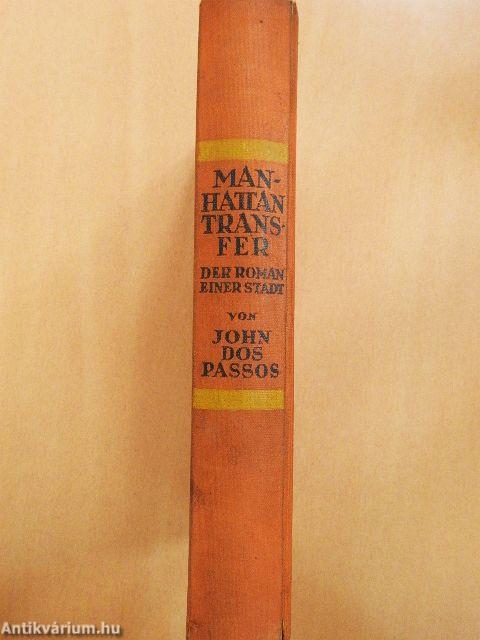 MAN-
HATTAN
TRANS-
FER
DER ROMAN
EINER STADT
VON
JOHN
DOS
PASSOS
Antikvárium.hu